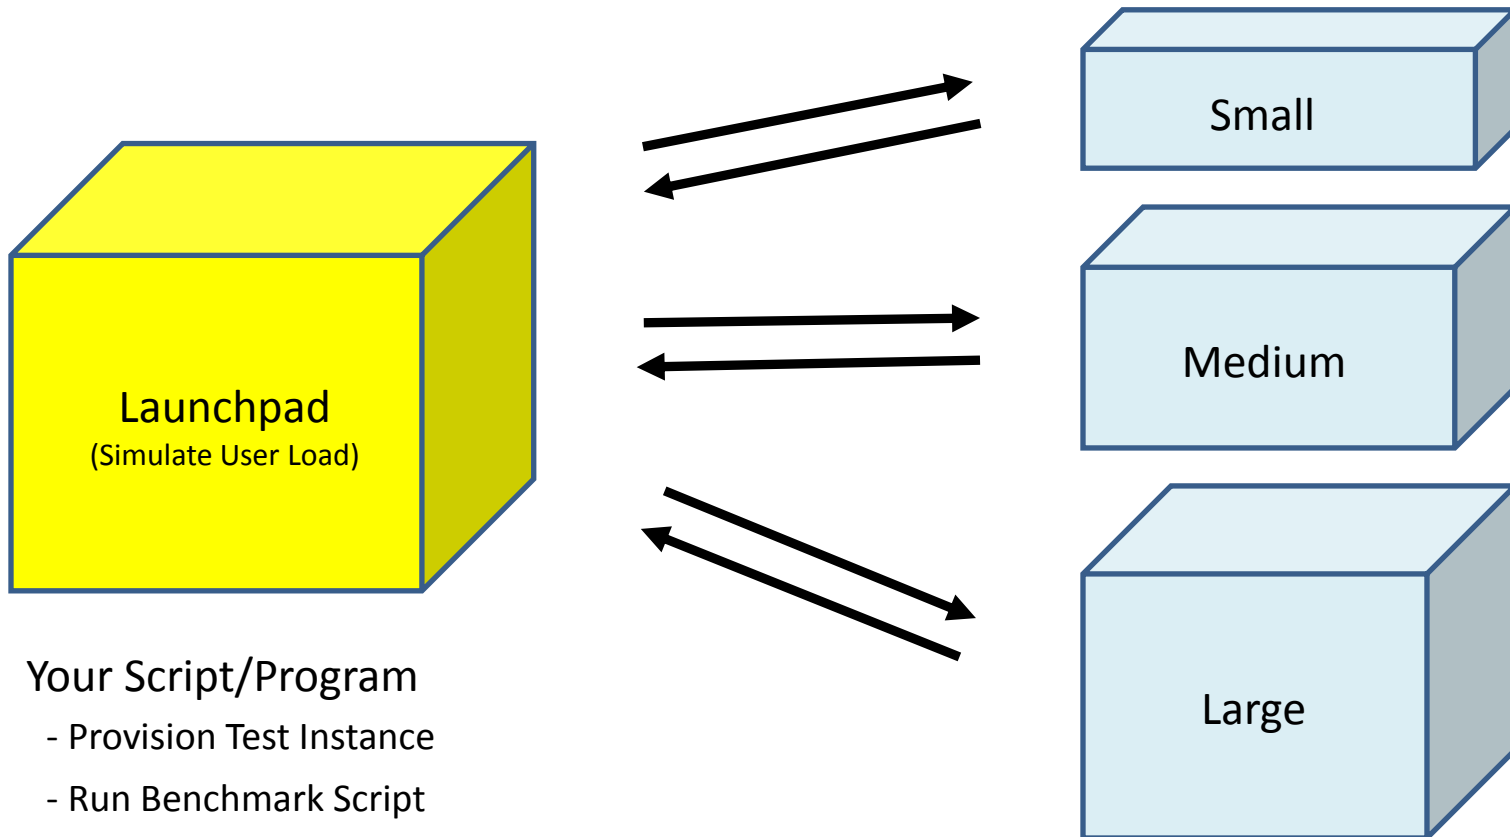 Launchpad
(Simulate User Load)
Your Script/Program
- Provision Test Instance
- Run Benchmark Script
Small
Medium
Large